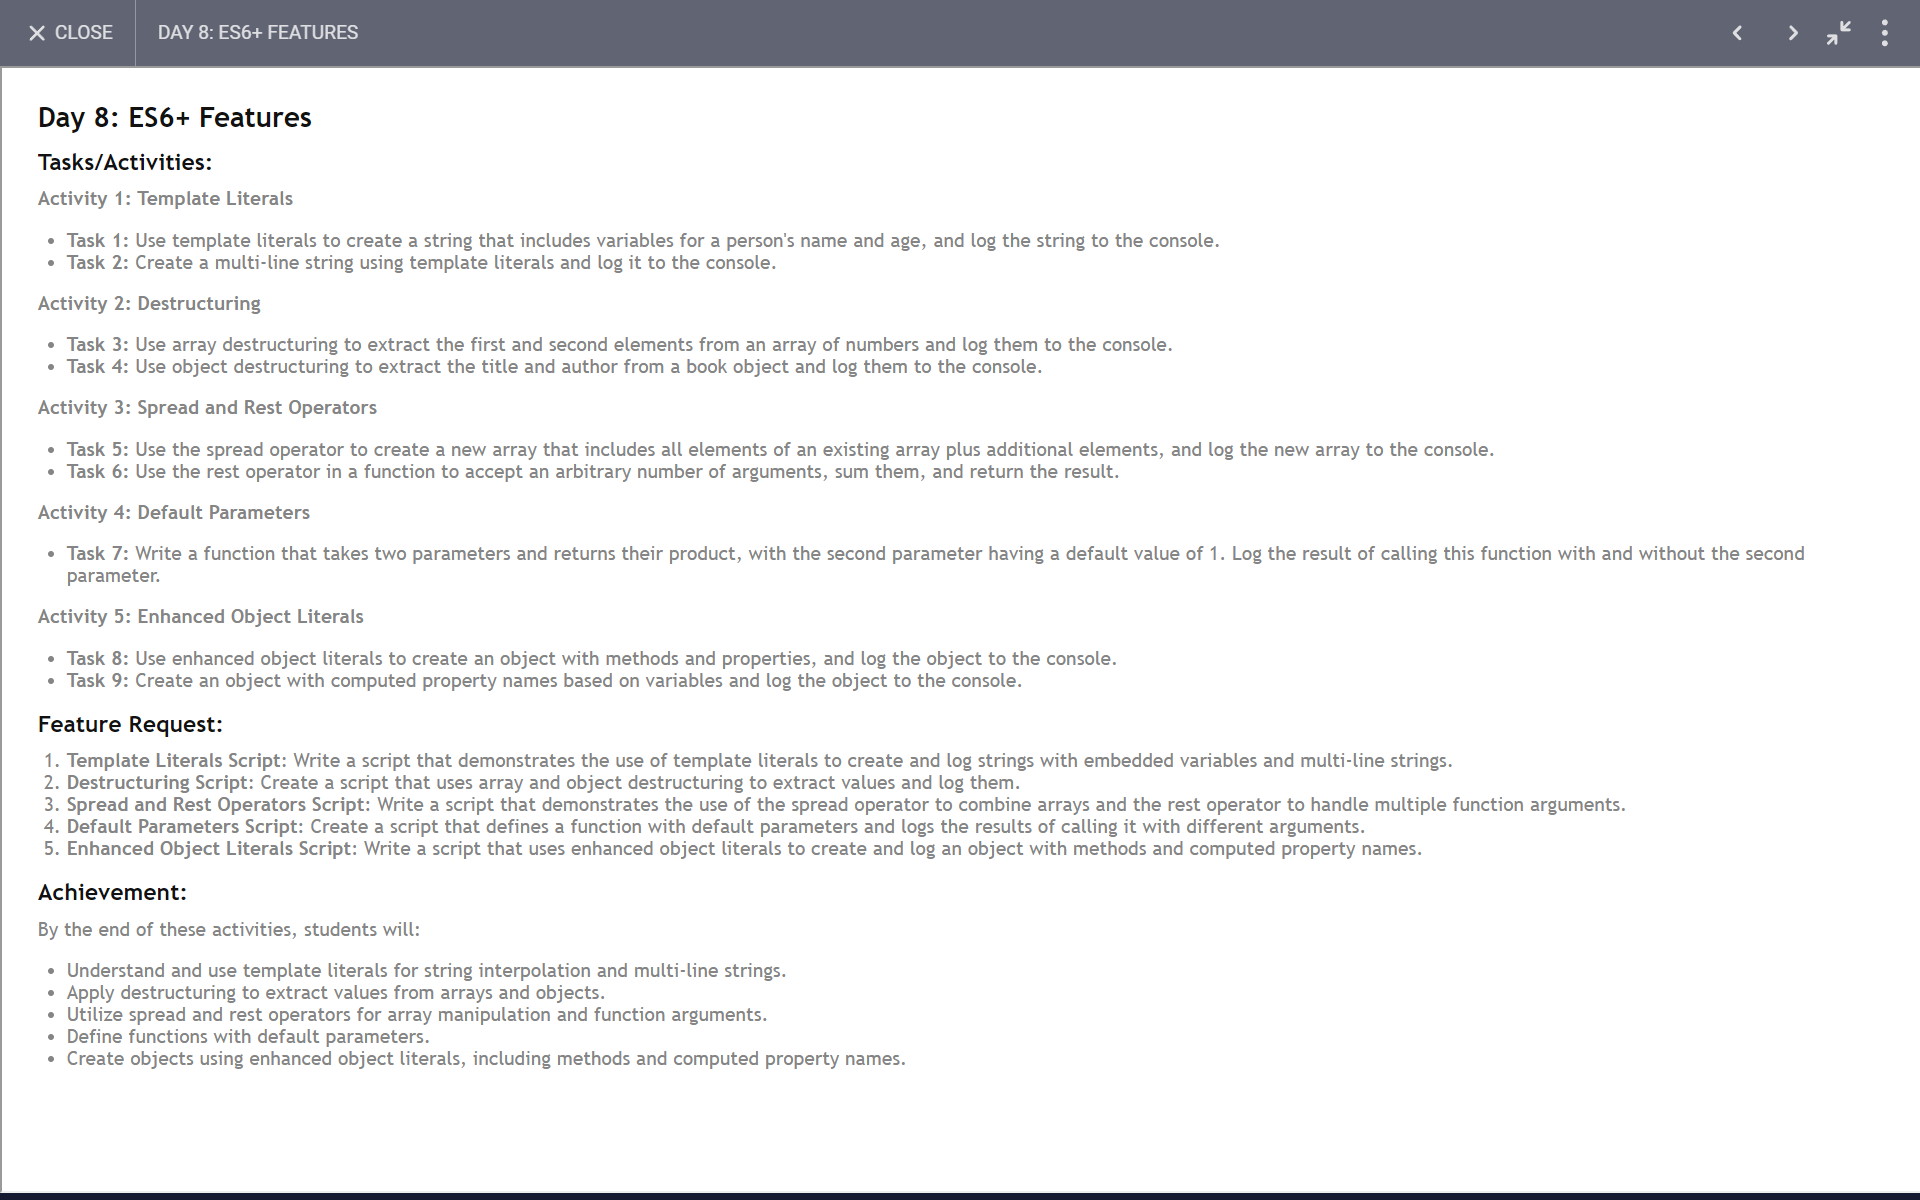 CLOSE
DAY 8: ES6+ FEATURES
Day 8: ES6+ Features
Tasks/Activities:
Activity 1: Template Literals
• Task 1: Use template literals to create a string that includes variables for a person's name and age, and log the string to the console.
• Task 2: Create a multi-line string using template literals and log it to the console.
Activity 2: Destructuring
• Task 3: Use array destructuring to extract the first and second elements from an array of numbers and log them to the console.
• Task 4: Use object destructuring to extract the title and author from a book object and log them to the console.
Activity 3: Spread and Rest Operators
• Task 5: Use the spread operator to create a new array that includes all elements of an existing array plus additional elements, and log the new array to the console.
• Task 6: Use the rest operator in a function to accept an arbitrary number of arguments, sum them, and return the result.
Activity 4: Default Parameters
• Task 7: Write a function that takes two parameters and returns their product, with the second parameter having a default value of 1. Log the result of calling this function with and without the second
parameter.
Activity 5: Enhanced Object Literals
• Task 8: Use enhanced object literals to create an object with methods and properties, and log the object to the console.
• Task 9: Create an object with computed property names based on variables and log the object to the console.
Feature Request:
1. Template Literals Script: Write a script that demonstrates the use of template literals to create and log strings with embedded variables and multi-line strings.
2. Destructuring Script: Create a script that uses array and object destructuring to extract values and log them.
3. Spread and Rest Operators Script: Write a script that demonstrates the use of the spread operator to combine arrays and the rest operator to handle multiple function arguments.
4. Default Parameters Script: Create a script that defines a function with default parameters and logs the results of calling it with different arguments.
5. Enhanced Object Literals Script: Write a script that uses enhanced object literals to create and log an object with methods and computed property names.
Achievement:
By the end of these activities, students will:
• Understand and use template literals for string interpolation and multi-line strings.
• Apply destructuring to extract values from arrays and objects.
• Utilize spread and rest operators for array manipulation and function arguments.
• Define functions with default parameters.
• Create objects using enhanced object literals, including methods and computed property names.